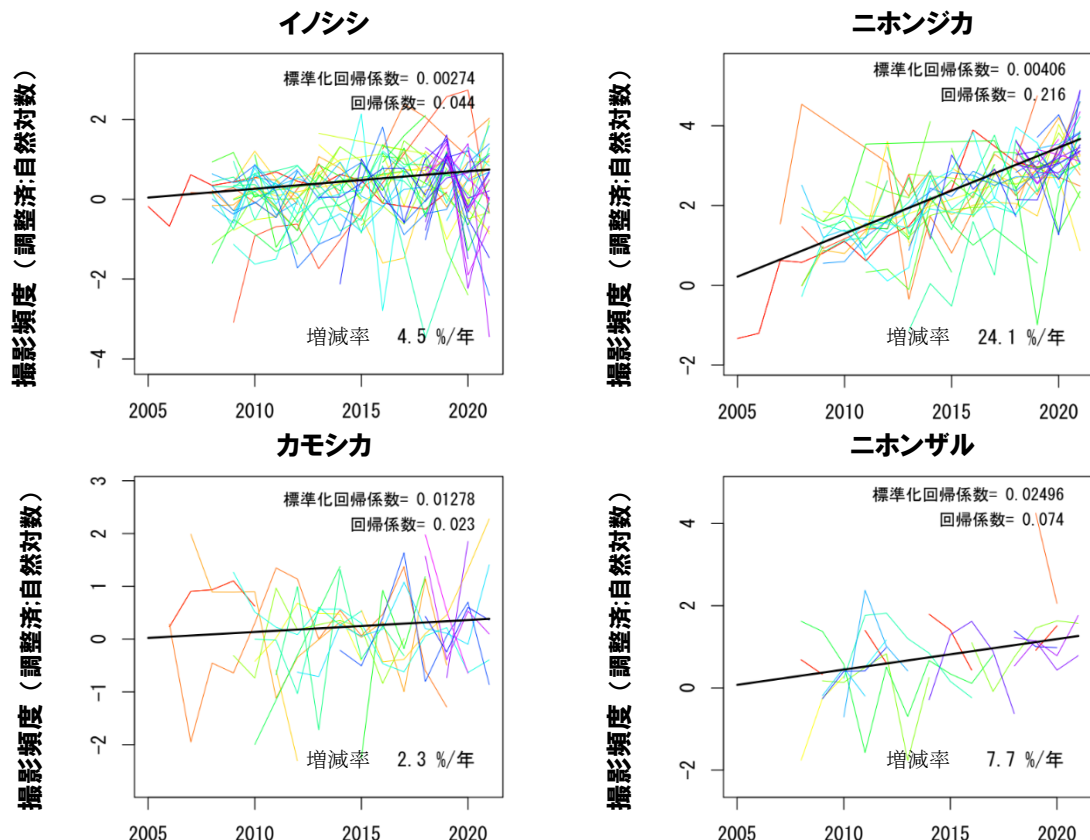 イノシシ
撮影頻度（調整済;自然対数）
標準化回帰係数= 0.00274
回帰係数= 0.044
2
0
-2
-4
増減率 4.5 %/年
2005 2010 2015 2020
ニホンジカ
撮影頻度（調整済;自然対数）
標準化回帰係数= 0.00406
回帰係数= 0.216
4
2
0
-2
増減率 24.1 %/年
2005 2010 2015 2020
カモシカ
撮影頻度（調整済;自然対数）
標準化回帰係数= 0.01278
回帰係数= 0.023
3
2
1
0
-1
-2
増減率 2.3 %/年
2005 2010 2015 2020
ニホンザル
撮影頻度（調整済;自然対数）
標準化回帰係数= 0.02496
回帰係数= 0.074
4
2
0
-2
増減率 7.7 %/年
2005 2010 2015 2020